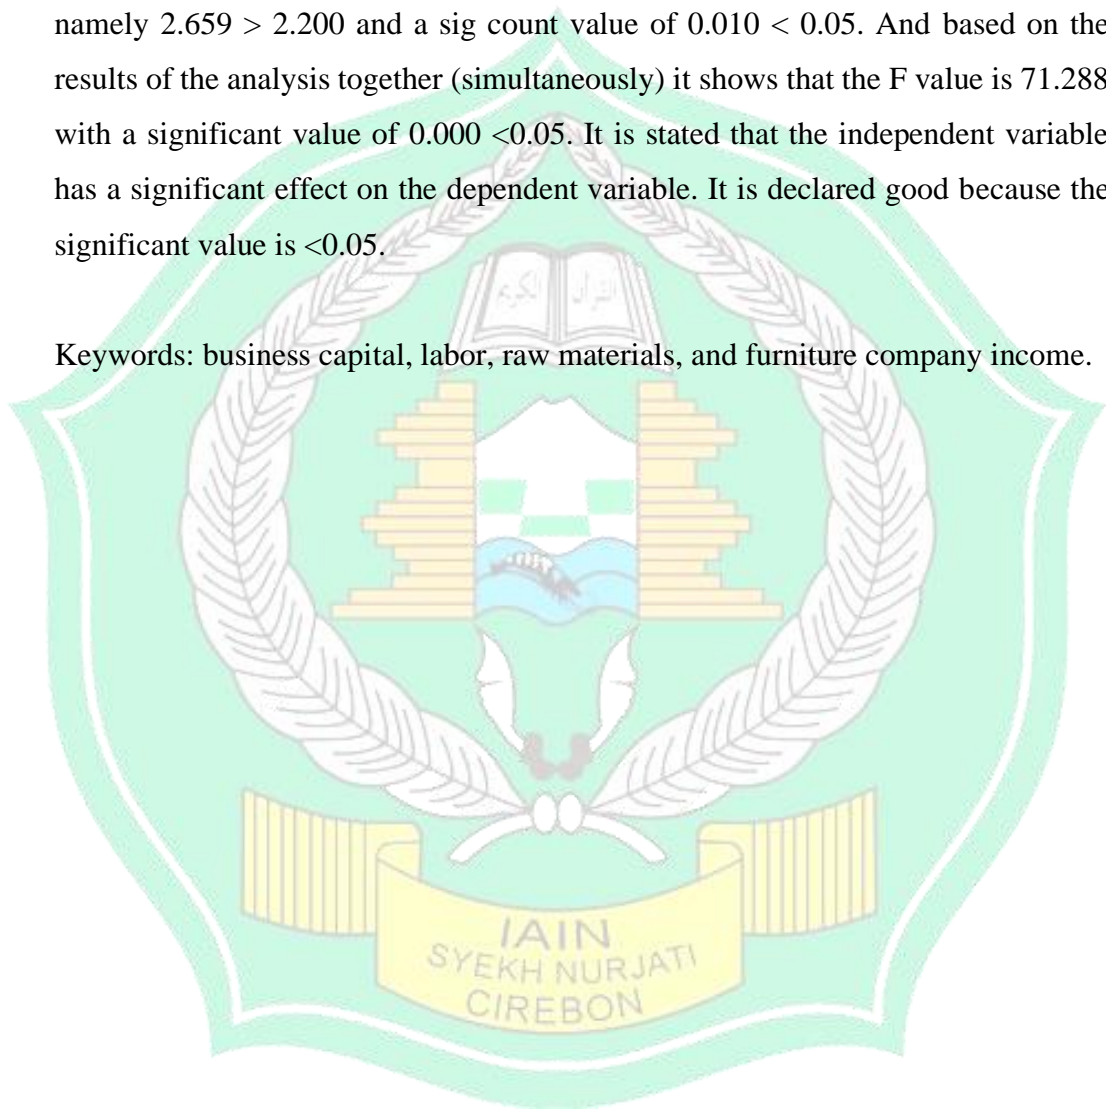 namely 2.659 > 2.200 and a sig count value of 0.010 < 0.05. And based on the
results of the analysis together (simultaneously) it shows that the F value is 71.288
with a significant value of 0.000 <0.05. It is stated that the independent variable
has a significant effect on the dependent variable. It is declared good because the
significant value is <0.05.
القرآن الكريم
Keywords: business capital, labor, raw materials, and furniture company income.
IAIN
SYEKH NURJATI
CIREBON